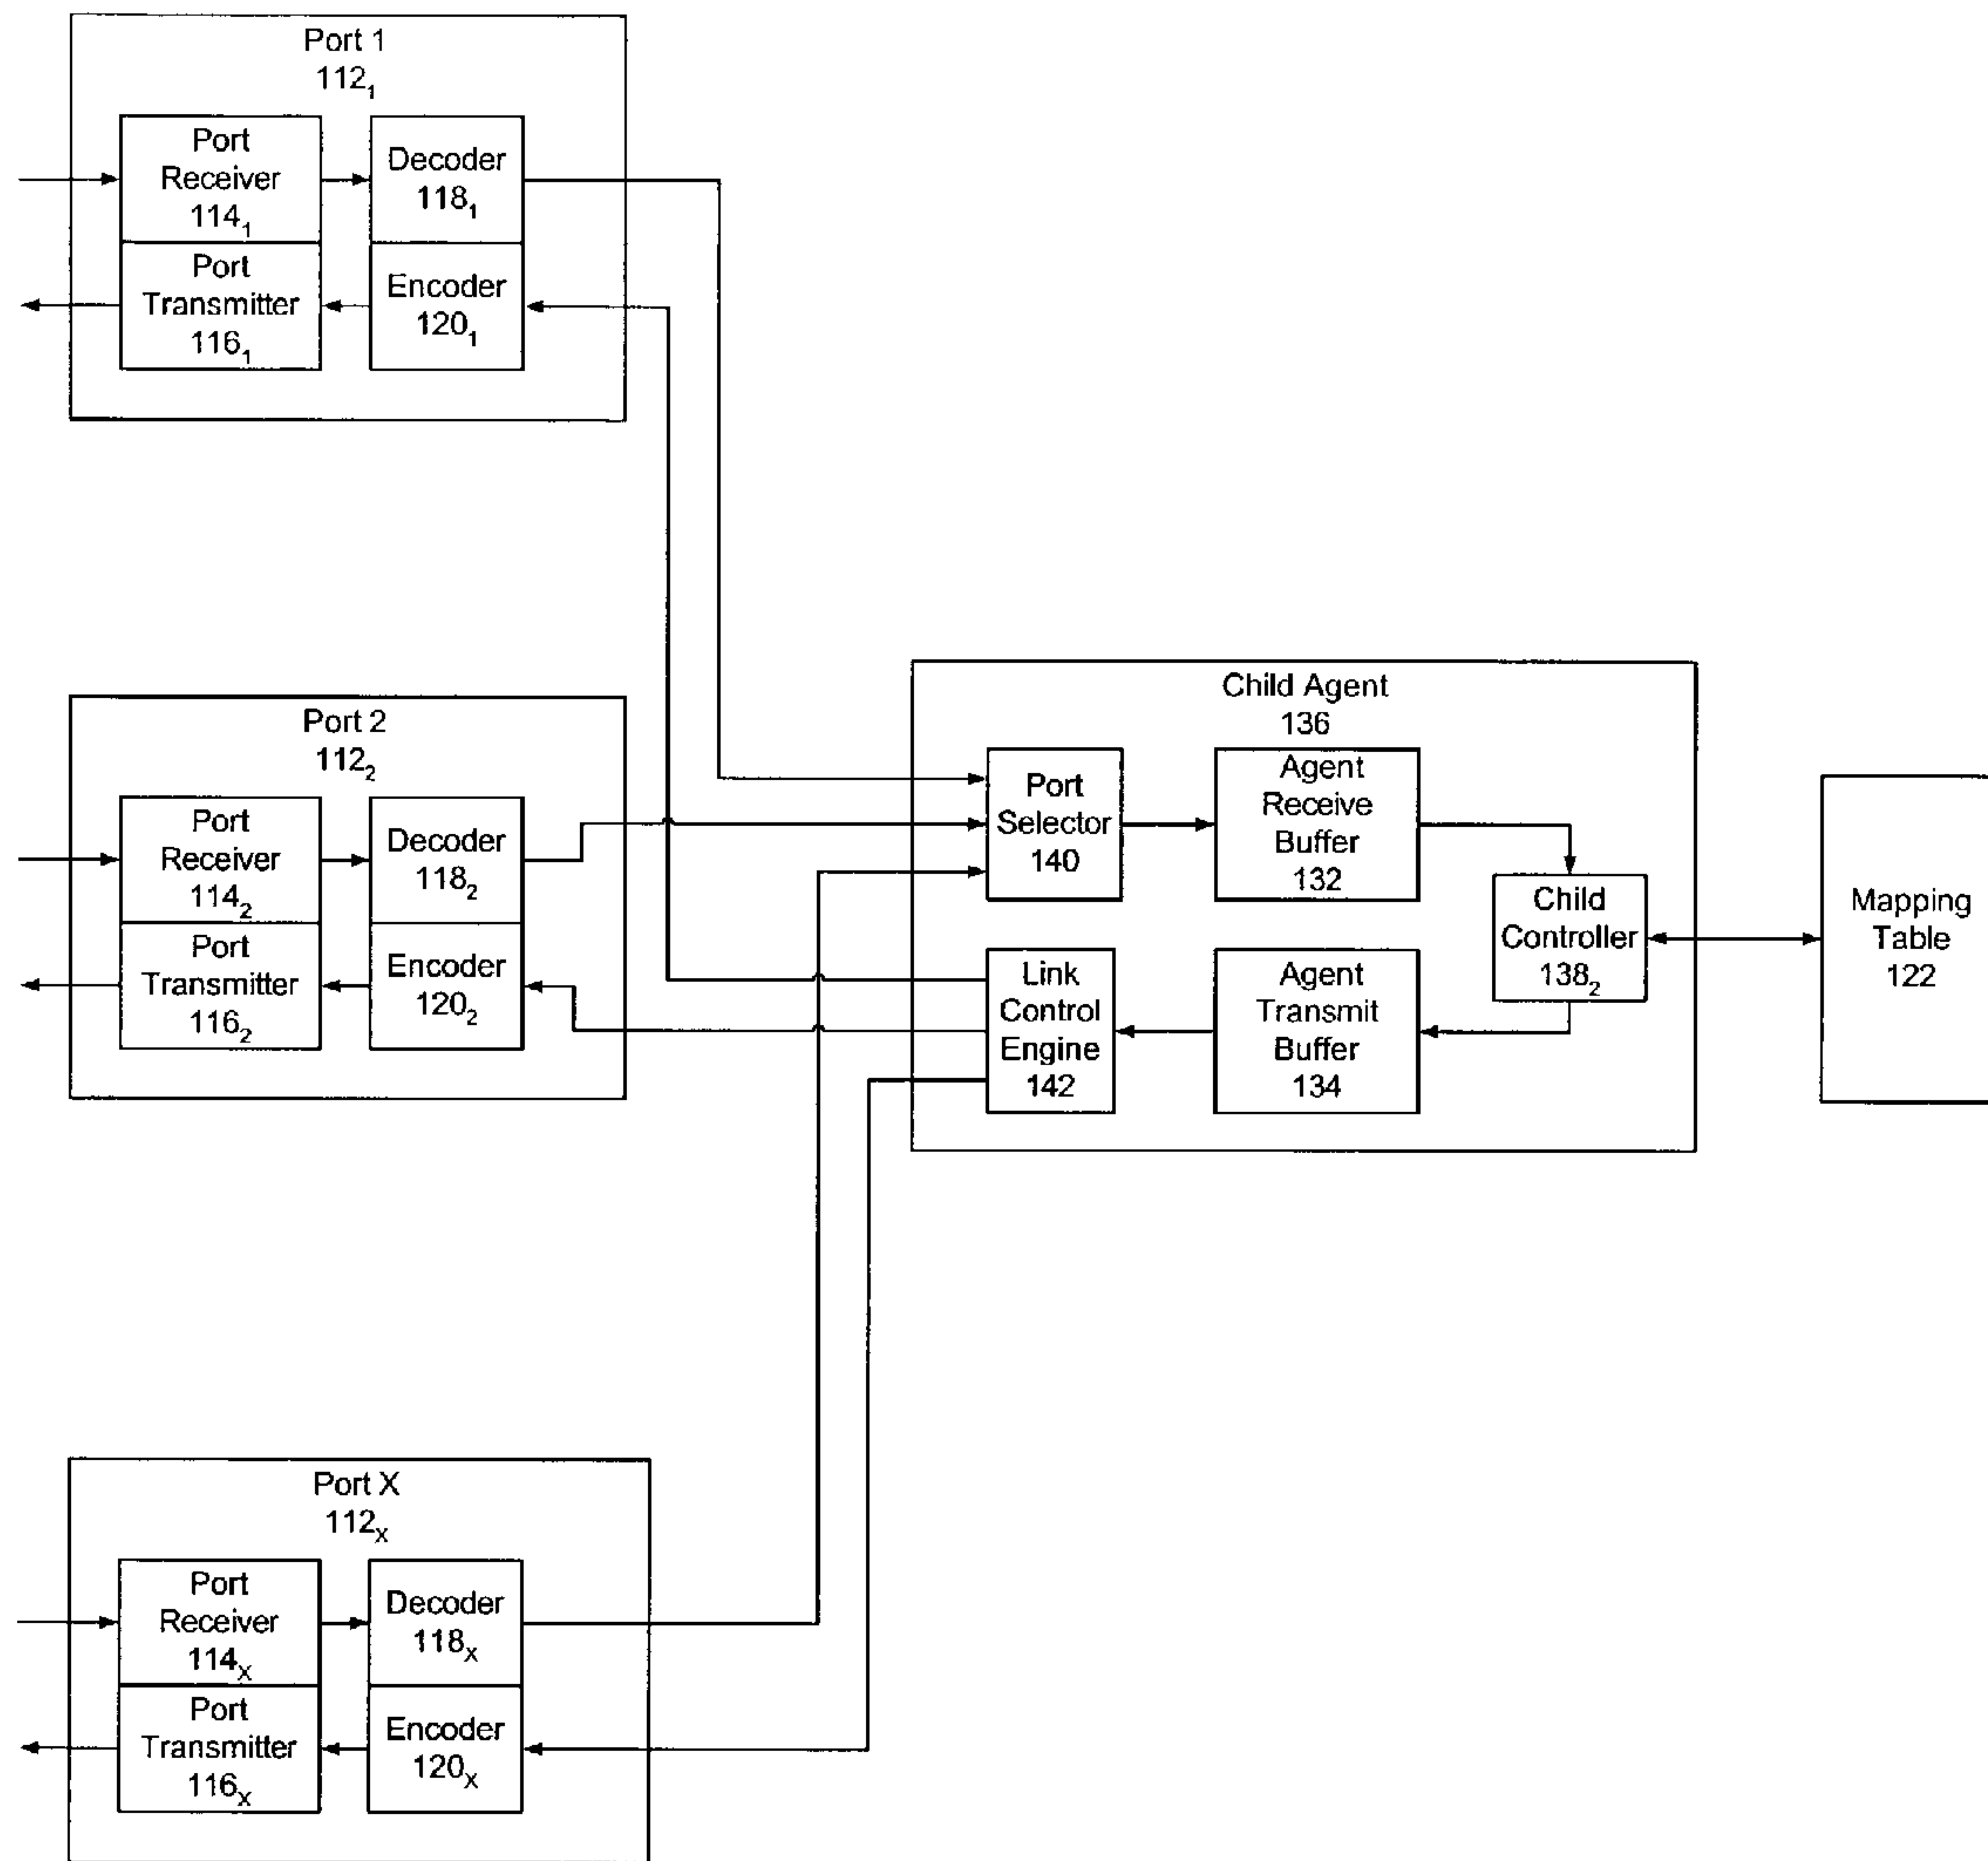 Port 1
112₁
Port
Receiver
114₁
Decoder
118₁
Port
Transmitter
116₁
Encoder
120₁
Port 2
112₂
Port
Receiver
114₂
Decoder
118₂
Port
Transmitter
116₂
Encoder
120₂
Child Agent
136
Port
Selector
140
Agent
Receive
Buffer
132
Child
Controller
138₂
Link
Control
Engine
142
Agent
Transmit
Buffer
134
Mapping
Table
122
Port X
112ₓ
Port
Receiver
114ₓ
Decoder
118ₓ
Port
Transmitter
116ₓ
Encoder
120ₓ